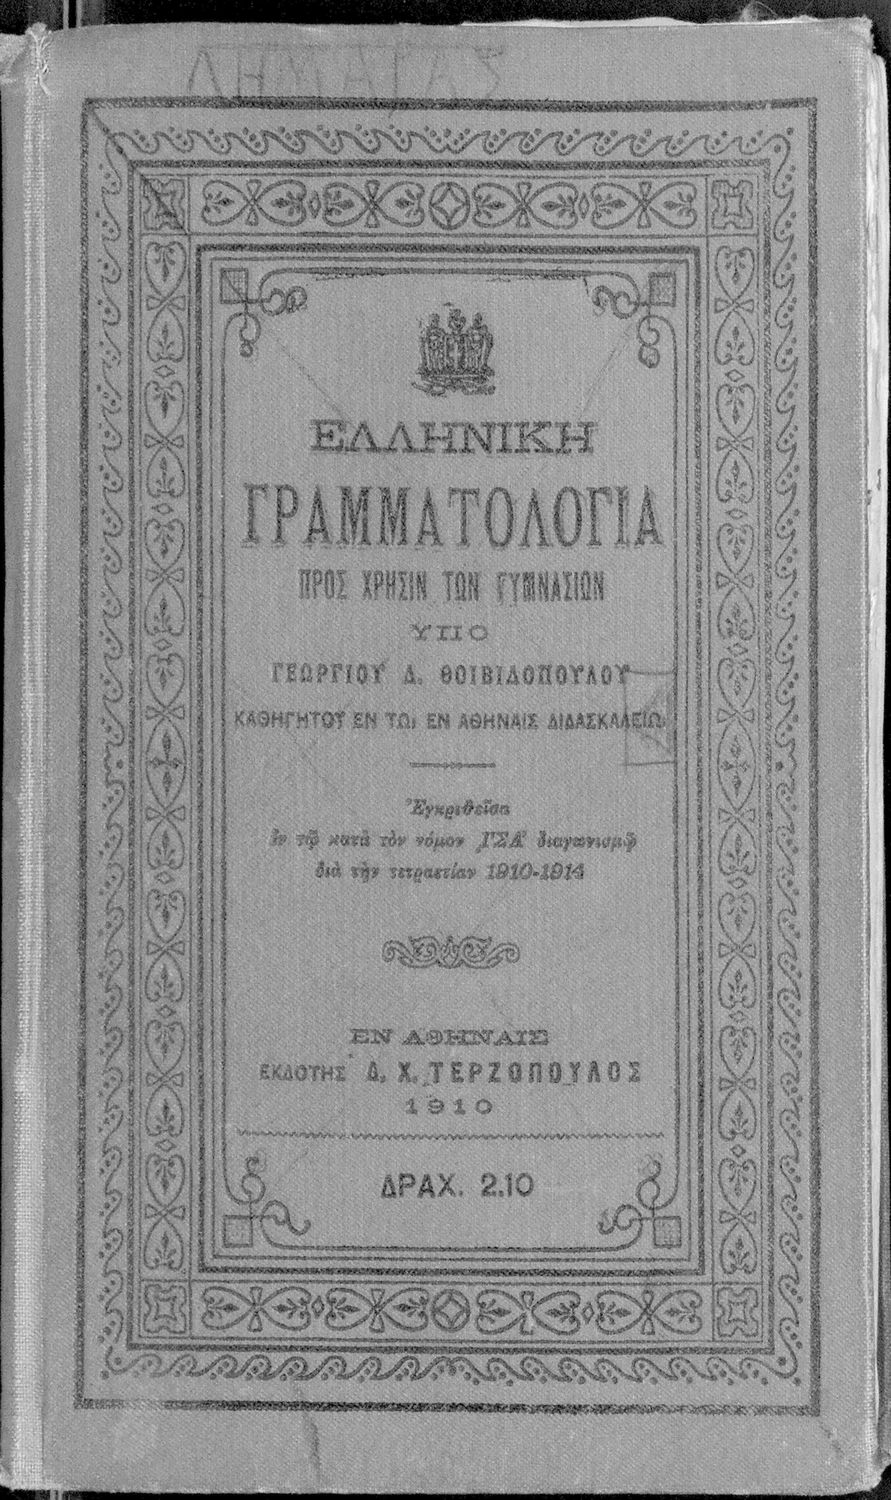 ΔΗΜΑΡΑΣ
ΕΛΛΗΝΙΚΗ
ΓΡΑΜΜΑΤΟΛΟΓΙΑ
ΠΡΟΣ ΧΡΗΣΙΝ ΤΩΝ ΓΥΜΝΑΣΙΩΝ
ΥΠΟ
ΓΕΩΡΓΙΟΥ Δ. ΘΟΙΒΙΔΟΠΟΥΛΟΥ
ΚΑΘΗΓΗΤΟΥ ΕΝ ΤΩι ΕΝ ΑΘΗΝΑΙΣ ΔΙΔΑΣΚΑΛΕΙΩι
Ἐγκριθεῖσα
ἐν τῷ κατὰ τὸν νόμον ͵ΓΣΑ′ διαγωνισμῷ
διὰ τὴν τετραετίαν 1910-1914
ΕΝ ΑΘΗΝΑΙΣ
ΕΚΔΟΤΗΣ Δ. Χ. ΤΕΡΖΟΠΟΥΛΟΣ
1910
ΔΡΑΧ. 2.10